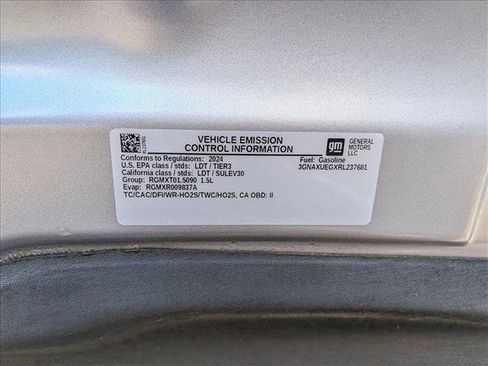 VEHICLE EMISSION
CONTROL INFORMATION
gm
GENERAL
MOTORS
LLC
Conforms to Regulations: 2024
Fuel: Gasoline
U.S. EPA class / stds: LDT / TIER3
3GNAXUEGXRL237681
California class / stds: LDT / SULEV30
Group: RGMXT01.5090 1.5L
Evap: RGMXR009837A
TC/CAC/DFI/WR-HO2S/TWC/HO2S, CA OBD: II